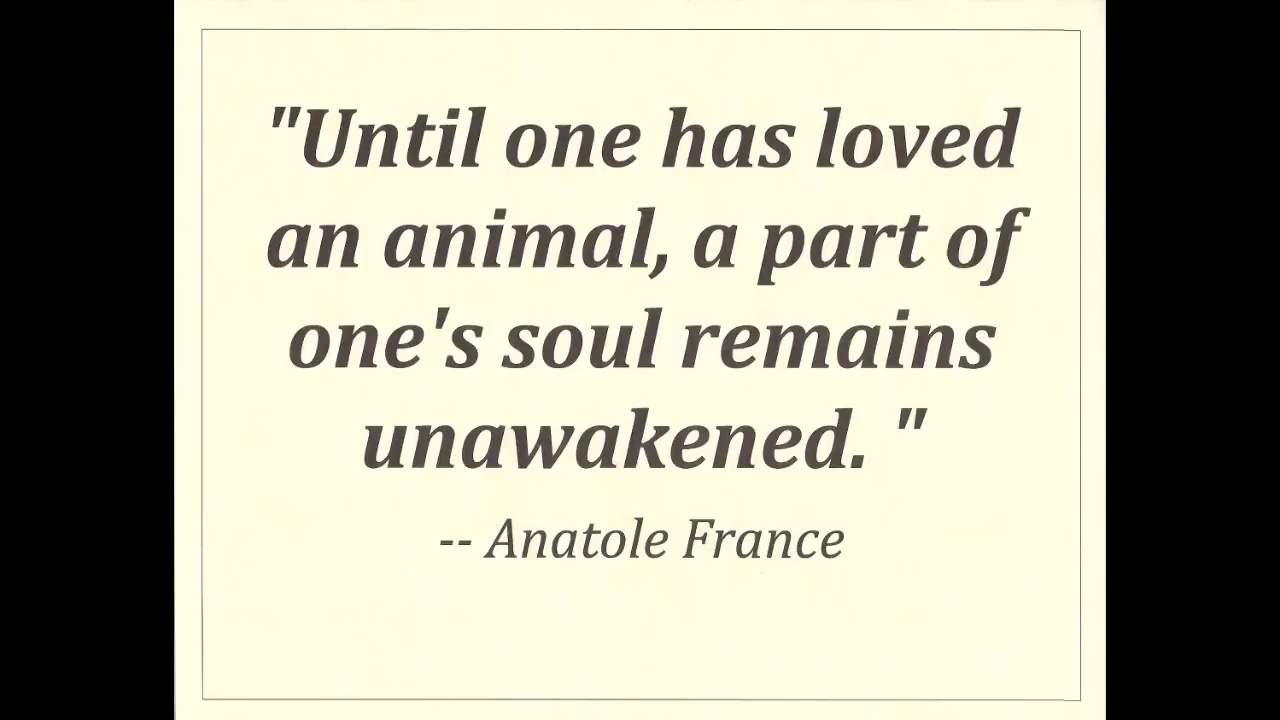 "Until one has loved
an animal, a part of
one's soul remains
unawakened. "
-- Anatole France